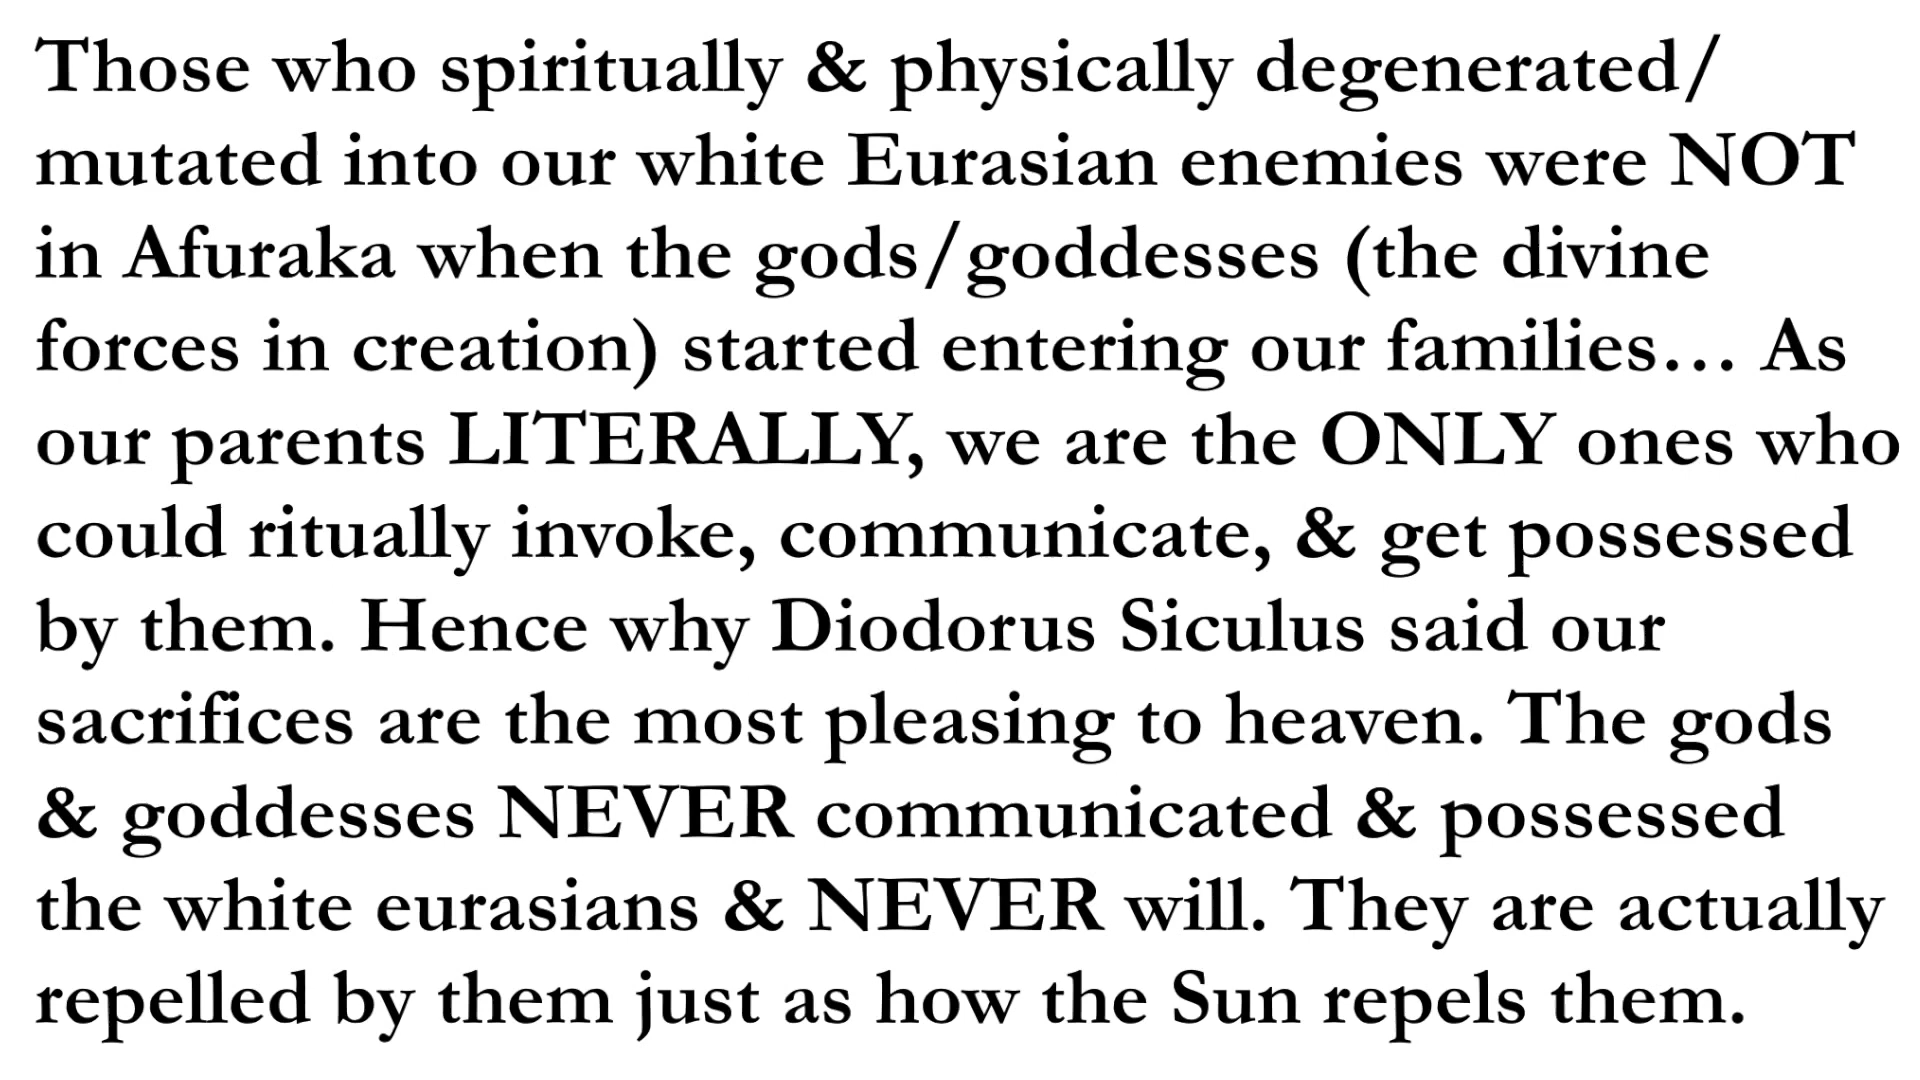 Those who spiritually & physically degenerated/
mutated into our white Eurasian enemies were NOT
in Afuraka when the gods/goddesses (the divine
forces in creation) started entering our families... As
our parents LITERALLY, we are the ONLY ones who
could ritually invoke, communicate, & get possessed
by them. Hence why Diodorus Siculus said our
sacrifices are the most pleasing to heaven. The gods
& goddesses NEVER communicated & possessed
the white eurasians & NEVER will. They are actually
repelled by them just as how the Sun repels them.